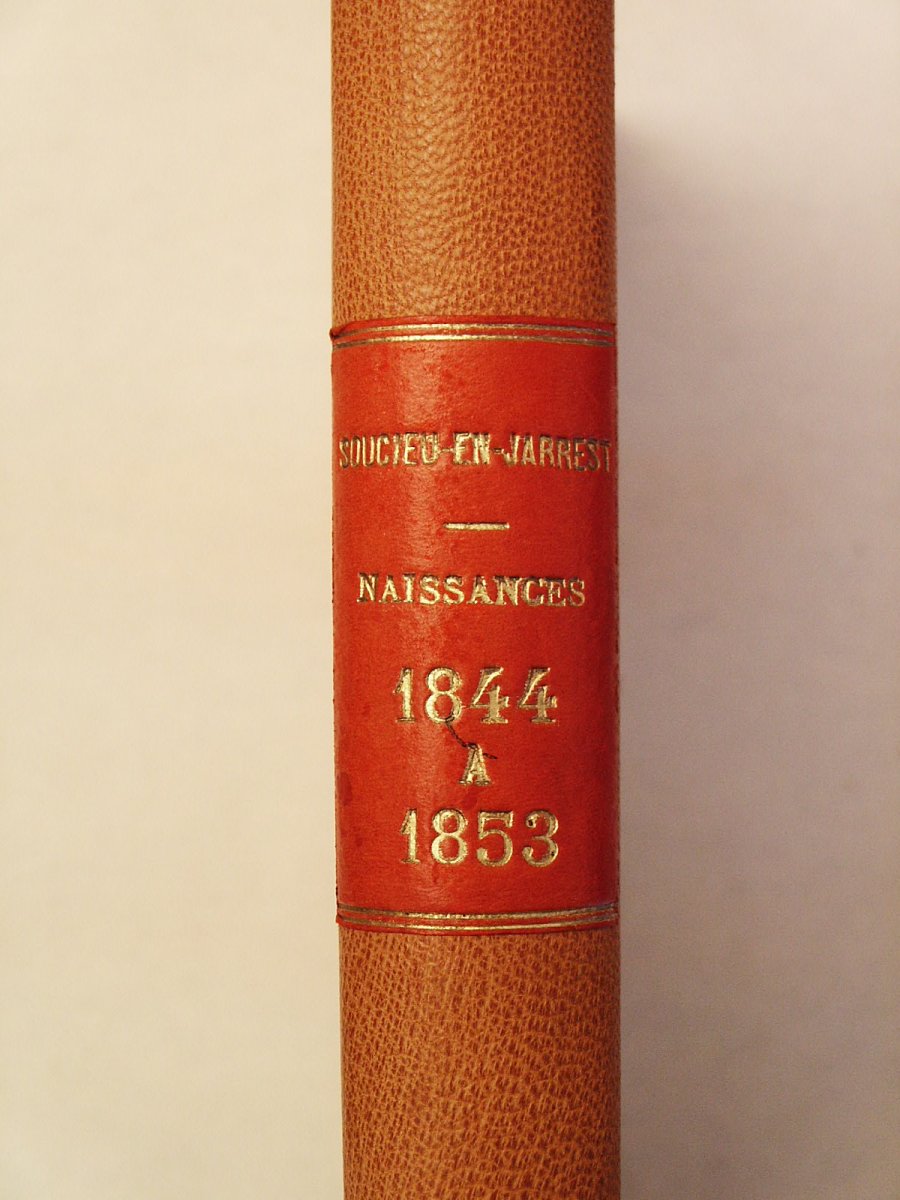 SOUCIEU-EN-JARREST
NAISSANCES
1844
A
1853